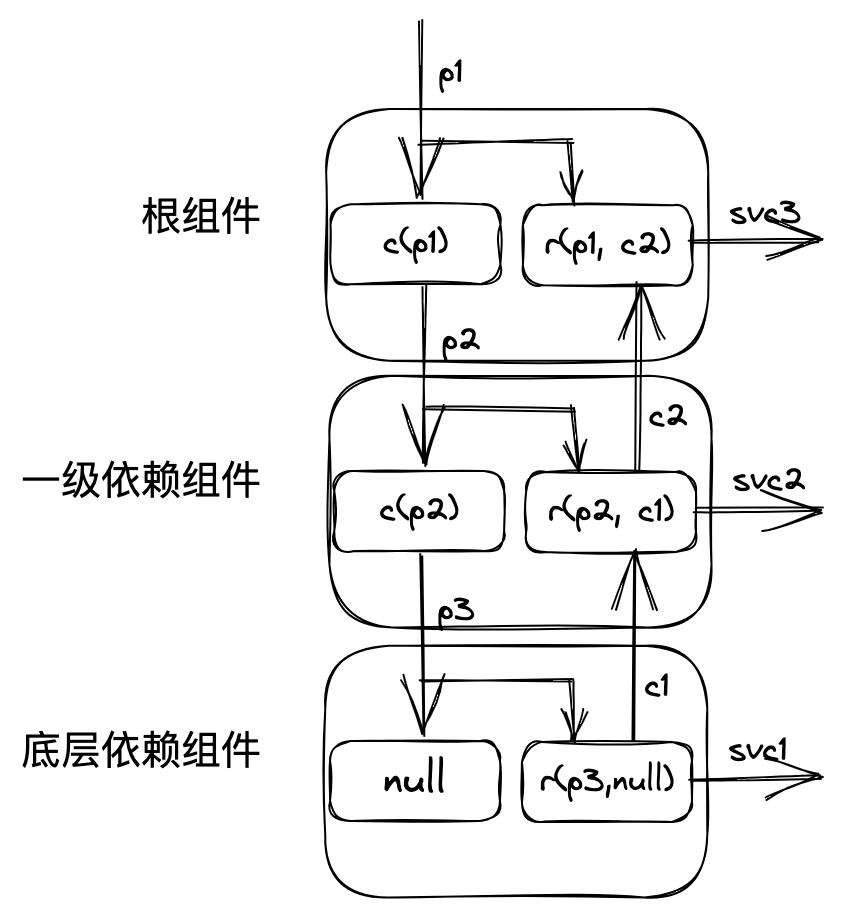 p1
根组件
c(p1)
r(p1, c2)
svc3
p2
c2
一级依赖组件
c(p2)
r(p2, c1)
svc2
p3
c1
底层依赖组件
null
r(p3,null)
svc1